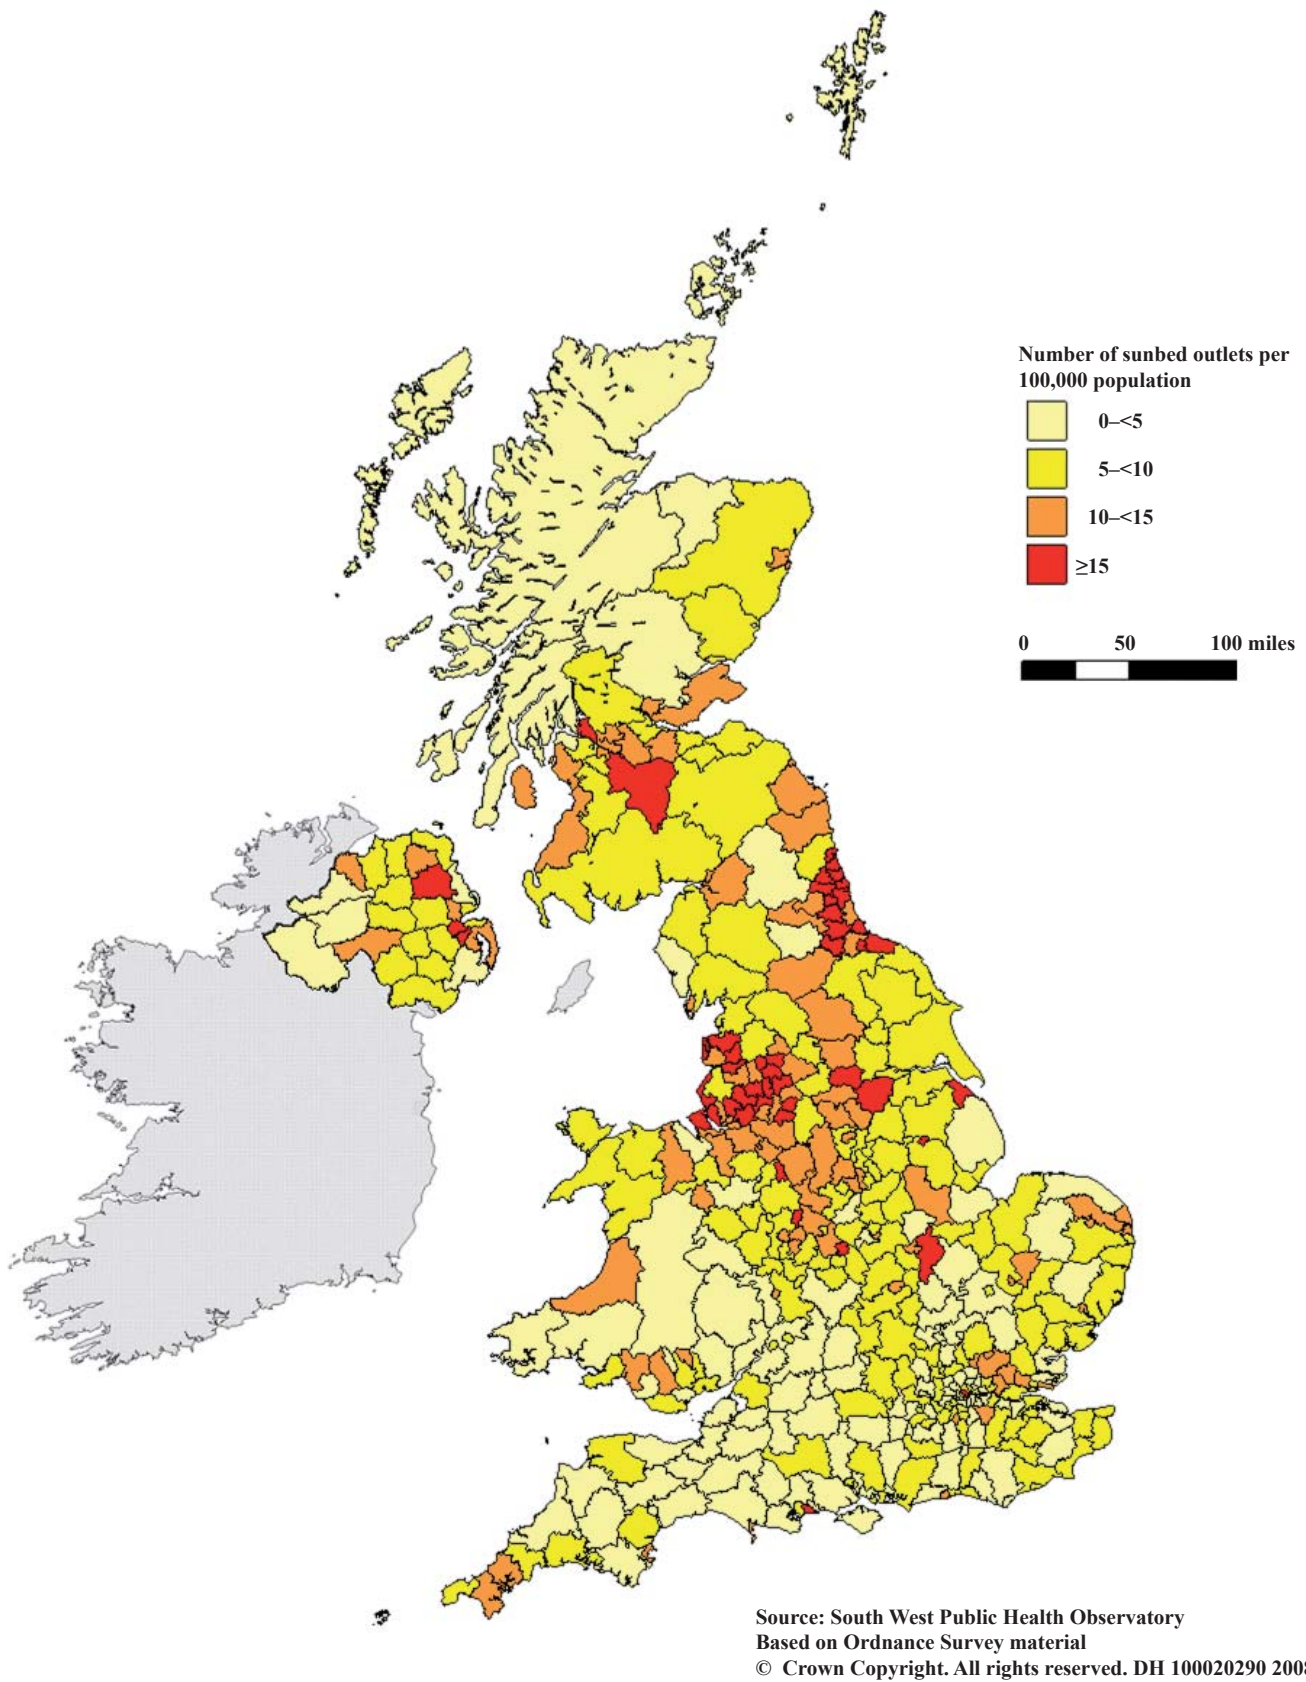 Number of sunbed outlets per
100,000 population
0–<5
5–<10
10–<15
≥15
0 50 100 miles
Source: South West Public Health Observatory
Based on Ordnance Survey material
© Crown Copyright. All rights reserved. DH 100020290 2008